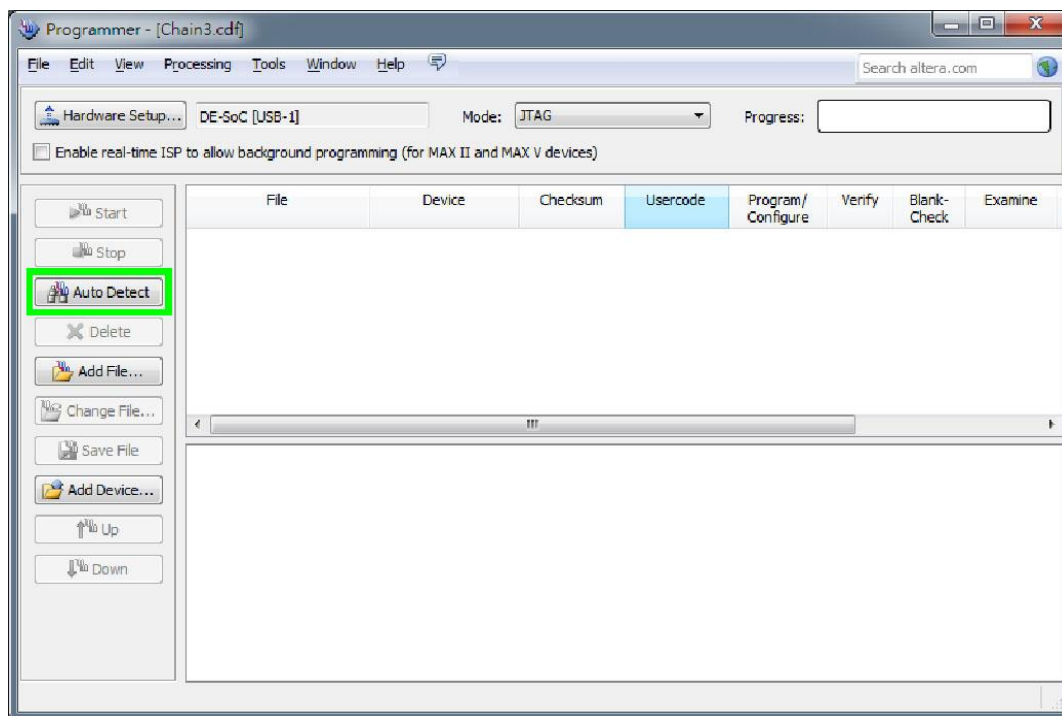 Programmer - [Chain3.cdf]
File Edit View Processing Tools Window Help
Search altera.com
Hardware Setup... DE-SoC [USB-1] Mode: JTAG Progress:
Enable real-time ISP to allow background programming (for MAX II and MAX V devices)
File Device Checksum Usercode Program/ Verify Blank- Examine
Configure Check
Start
Stop
Auto Detect
Delete
Add File...
Change File...
Save File
Add Device...
Up
Down